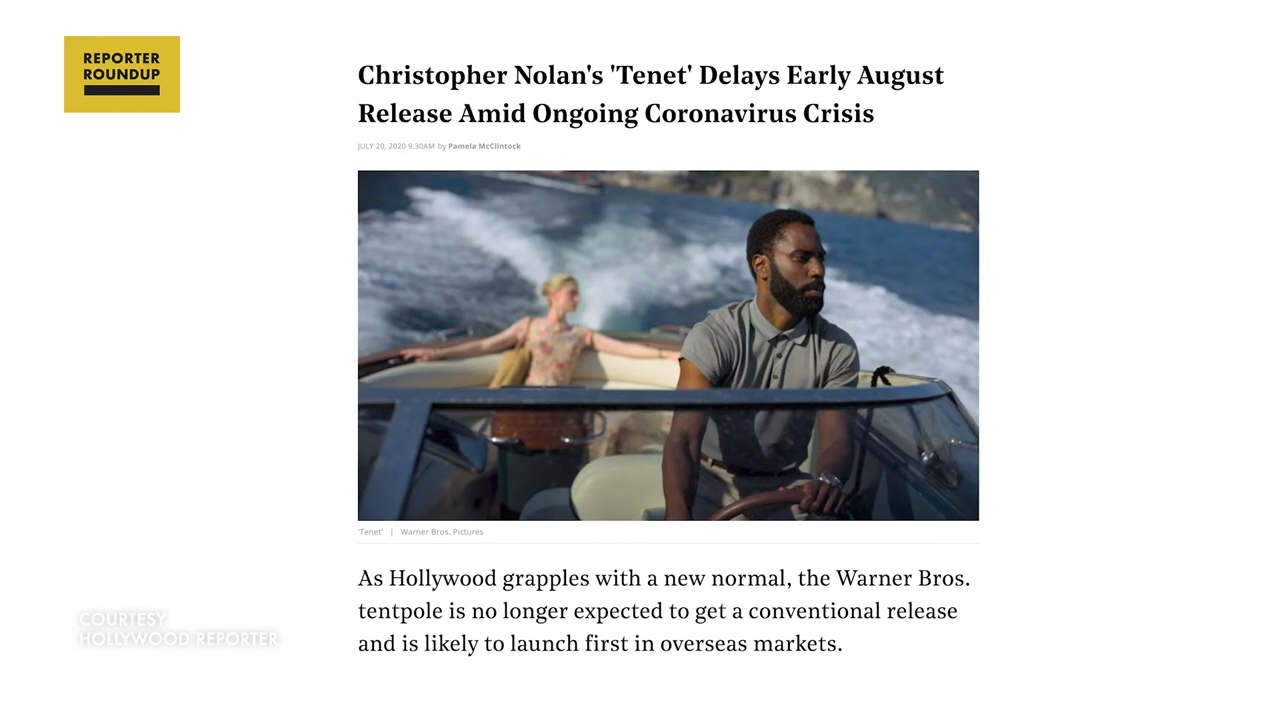 REPORTER
ROUNDUP
Christopher Nolan's 'Tenet' Delays Early August
Release Amid Ongoing Coronavirus Crisis
JULY 20, 2020 9:30AM by Pamela McClintock
'Tenet' | Warner Bros. Pictures
As Hollywood grapples with a new normal, the Warner Bros.
tentpole is no longer expected to get a conventional release
and is likely to launch first in overseas markets.
COURTESY
HOLLYWOOD REPORTER